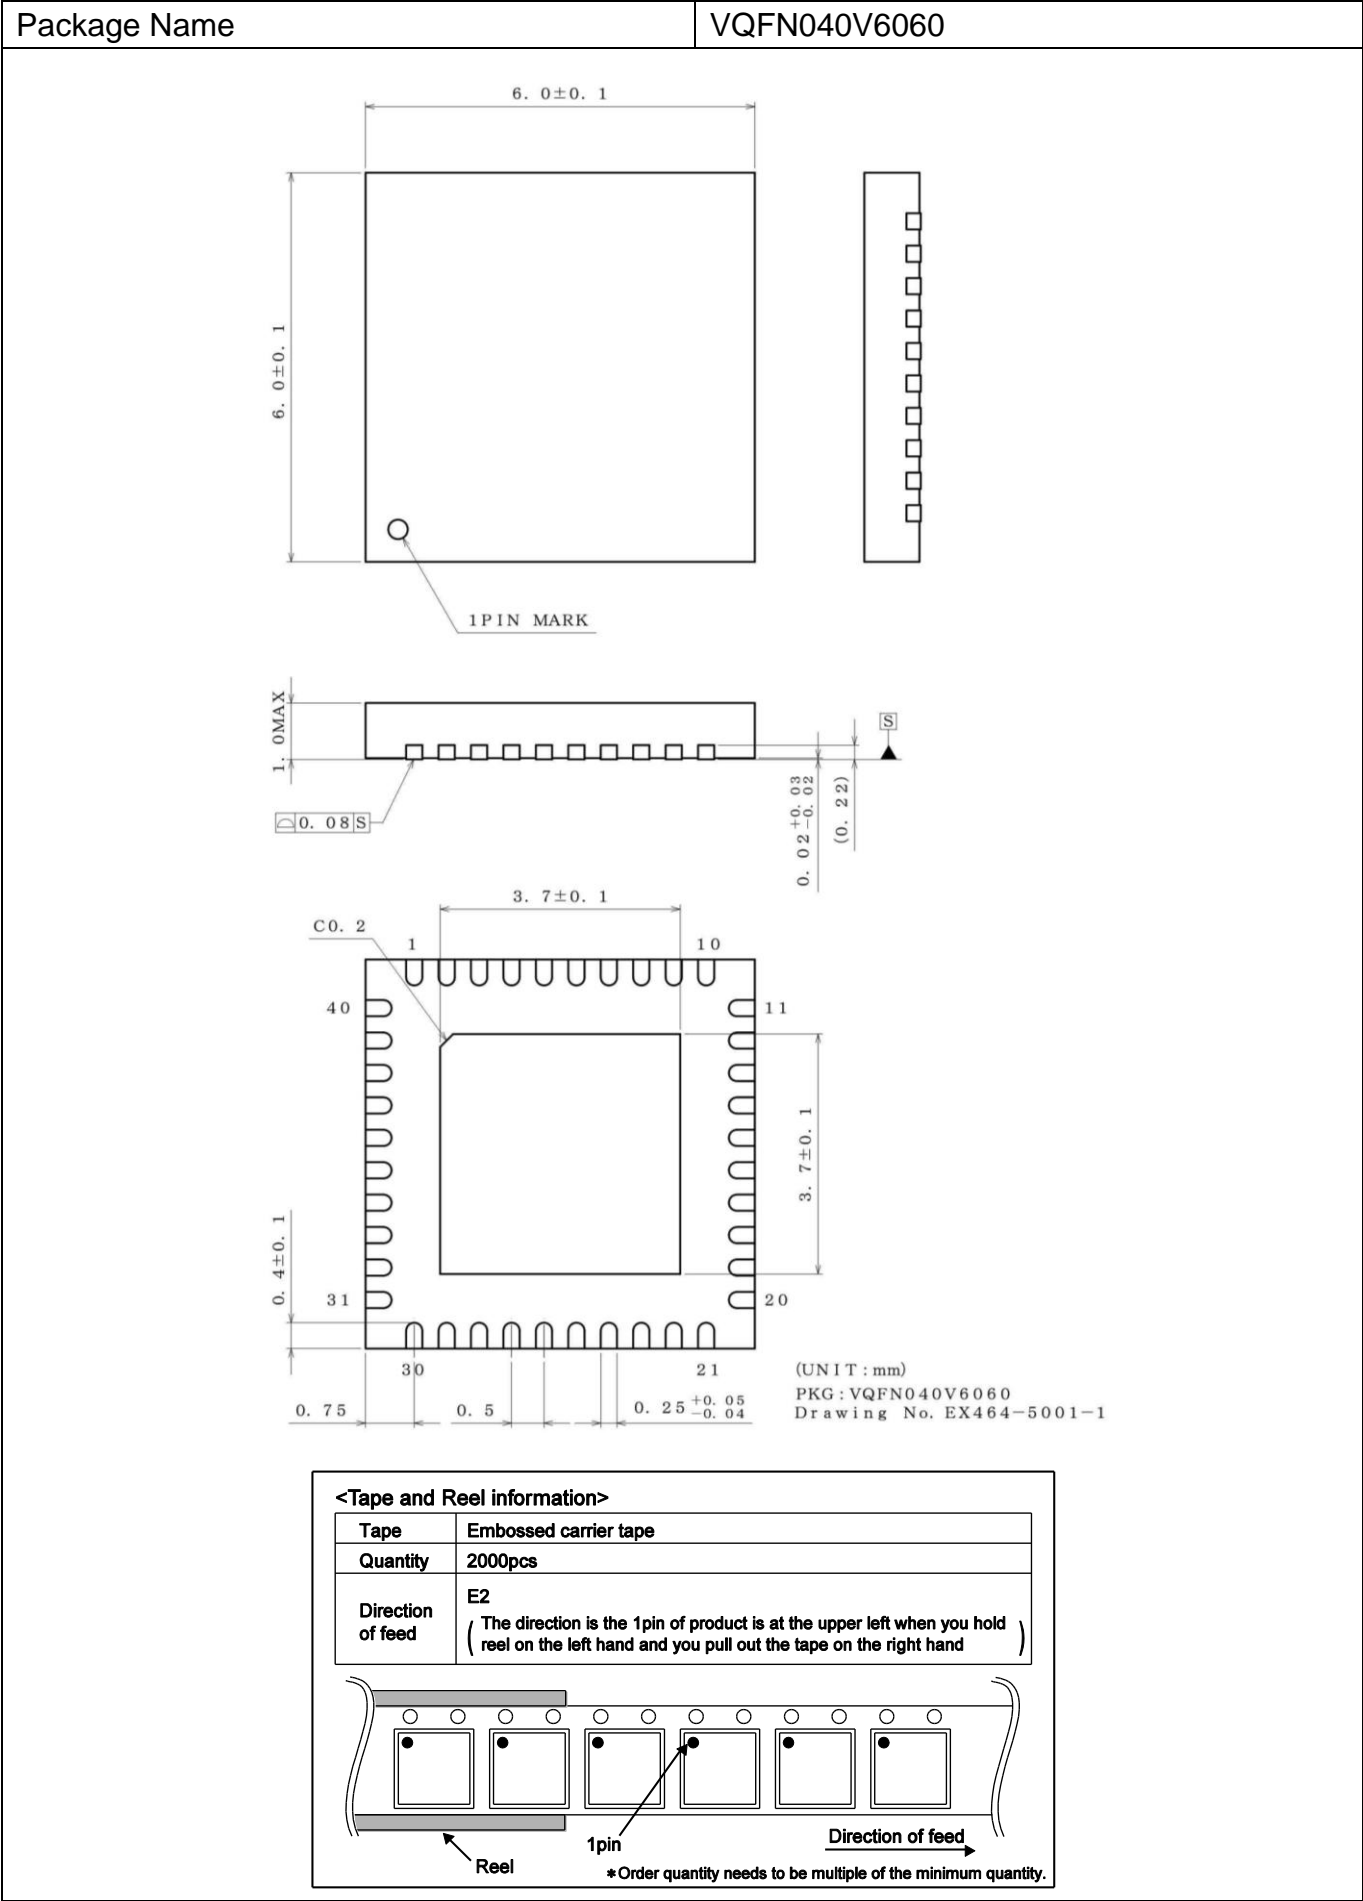 Package Name VQFN040V6060
6. 0±0. 1
6. 0±0. 1
1PIN MARK
1. 0MAX
S
0. 08 S
0. 02 +0. 03 −0. 02
(0. 22)
3. 7±0. 1
C0. 2
1 10
40 11
3. 7±0. 1
0. 4±0. 1
31 20
30 21
0. 75 0. 5 0. 25 +0. 05 −0. 04
(UNIT : mm)
PKG : VQFN040V6060
Drawing No. EX464−5001−1
<Tape and Reel information>
Tape Embossed carrier tape
Quantity 2000pcs
Direction of feed
E2
( The direction is the 1pin of product is at the upper left when you hold
reel on the left hand and you pull out the tape on the right hand )
Reel
1pin
Direction of feed
*Order quantity needs to be multiple of the minimum quantity.